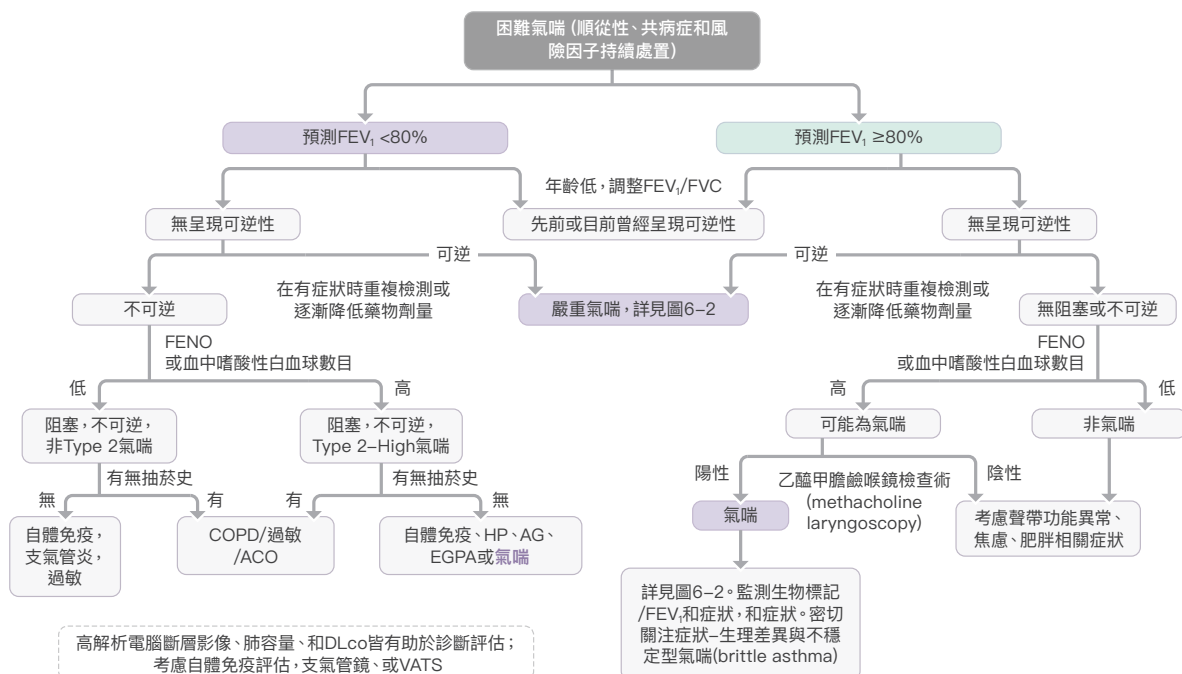 困難氣喘（順從性、共病症和風
險因子持續處置）
預測FEV₁ <80%
預測FEV₁ ≥80%
年齡低，調整FEV₁/FVC
無呈現可逆性
先前或目前曾經呈現可逆性
無呈現可逆性
可逆
可逆
不可逆
在有症狀時重複檢測或
逐漸降低藥物劑量
嚴重氣喘，詳見圖6–2
在有症狀時重複檢測或
逐漸降低藥物劑量
無阻塞或不可逆
FENO
或血中嗜酸性白血球數目
FENO
或血中嗜酸性白血球數目
低
高
高
低
阻塞，不可逆，
非Type 2氣喘
阻塞，不可逆，
Type 2–High氣喘
可能為氣喘
非氣喘
有無抽菸史
有無抽菸史
無
有
有
無
陽性
乙醯甲膽鹼喉鏡檢查術
(methacholine
laryngoscopy)
陰性
自體免疫，
支氣管炎，
過敏
COPD/過敏
/ACO
自體免疫、HP、AG、
EGPA或氣喘
氣喘
考慮聲帶功能異常、
焦慮、肥胖相關症狀
詳見圖6–2。監測生物標記
/FEV₁和症狀，和症狀。密切
關注症狀–生理差異與不穩
定型氣喘(brittle asthma)
高解析電腦斷層影像、肺容量、和DLco皆有助於診斷評估；
考慮自體免疫評估，支氣管鏡、或VATS